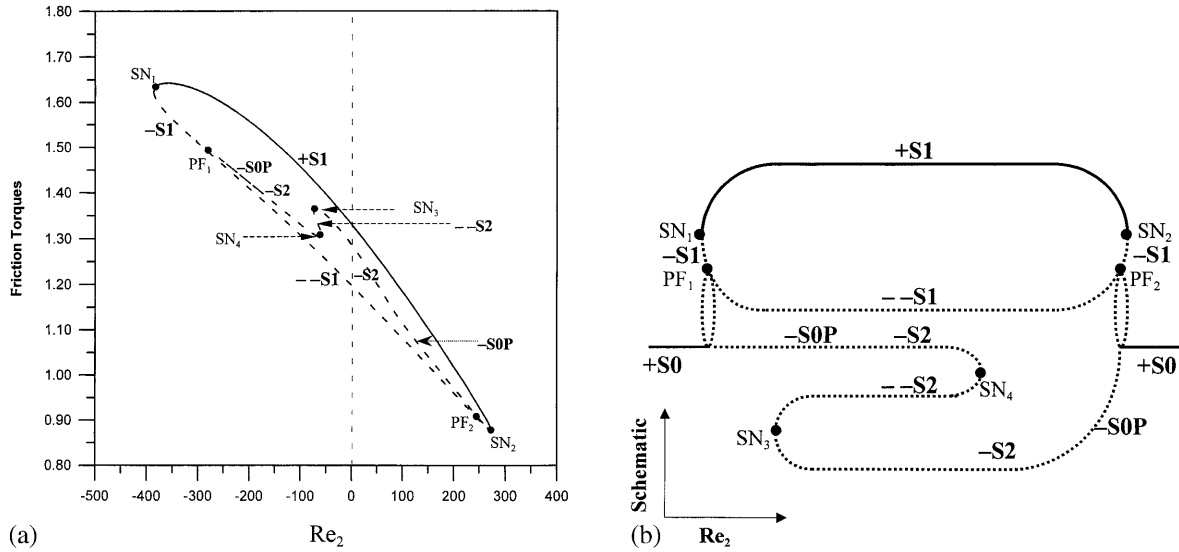 1.80
1.70
1.60
1.50
1.40
1.30
1.20
1.10
1.00
0.90
0.80
Friction Torques
SN1
–S1
PF1
–S0P
–S2
+S1
SN3
– –S2
SN4
– –S1
–S2
–S0P
PF2
SN2
-500 -400 -300 -200 -100 0 100 200 300 400
(a) Re2
+S1
SN1 SN2
–S1 –S1
PF1 PF2
– –S1
–S0P –S2
+S0 +S0
– –S2 SN4
SN3
–S0P
–S2
Schematic
(b) Re2